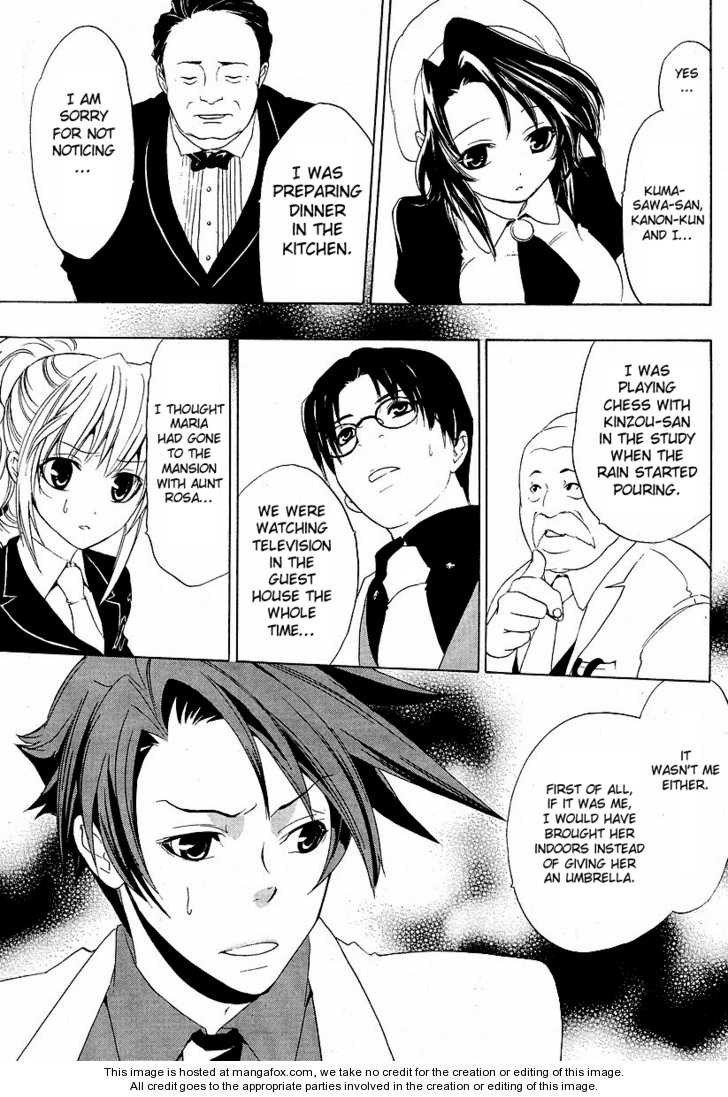 YES
...
KUMA-
SAWA-SAN,
KANON-KUN
AND I...
I WAS
PREPARING
DINNER
IN THE
KITCHEN.
I AM
SORRY
FOR NOT
NOTICING
...
I WAS
PLAYING
CHESS WITH
KINZOU-SAN
IN THE STUDY
WHEN THE
RAIN STARTED
POURING.
WE WERE
WATCHING
TELEVISION
IN THE
GUEST
HOUSE THE
WHOLE
TIME...
I THOUGHT
MARIA
HAD GONE
TO THE
MANSION
WITH AUNT
ROSA...
IT
WASN'T ME
EITHER.
FIRST OF ALL,
IF IT WAS ME,
I WOULD HAVE
BROUGHT HER
INDOORS INSTEAD
OF GIVING HER
AN UMBRELLA.
This image is hosted at mangafox.com, we take no credit for the creation or editing of this image.
All credit goes to the appropriate parties involved in the creation or editing of this image.